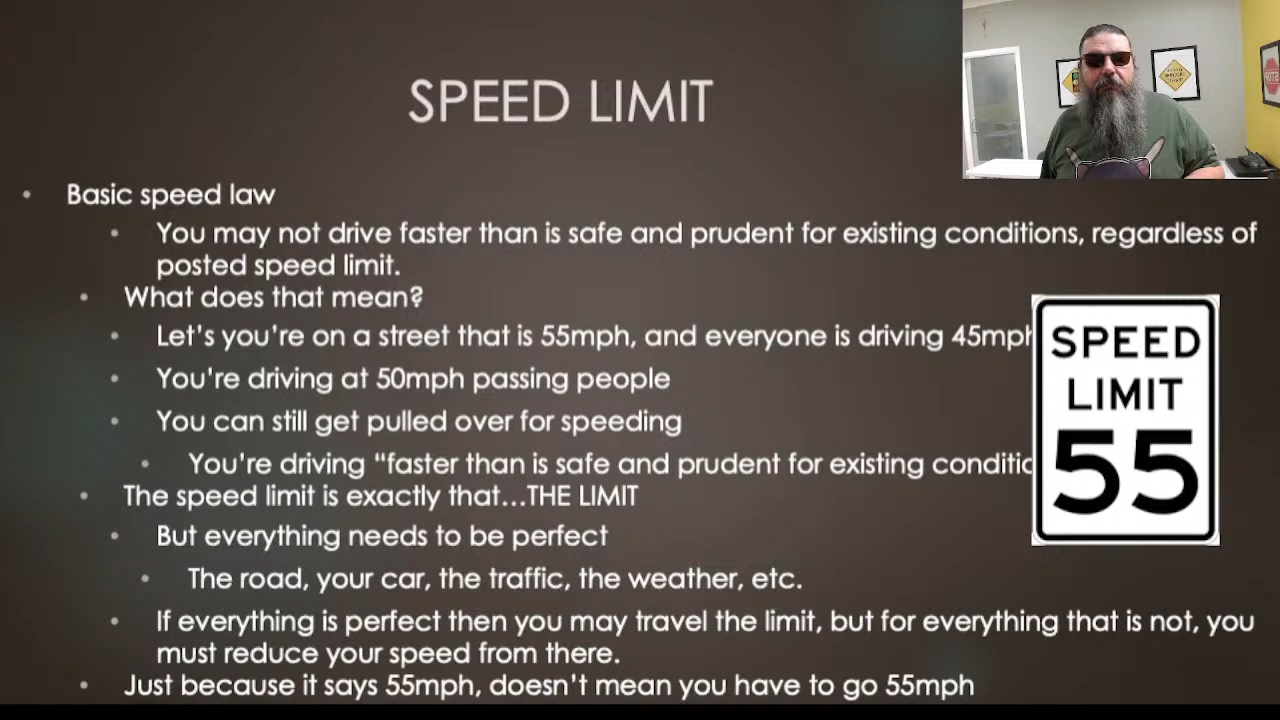 SPEED LIMIT
Basic speed law
You may not drive faster than is safe and prudent for existing conditions, regardless of
posted speed limit.
What does that mean?
Let's you're on a street that is 55mph, and everyone is driving 45mph
You're driving at 50mph passing people
You can still get pulled over for speeding
You're driving “faster than is safe and prudent for existing conditio
The speed limit is exactly that...THE LIMIT
But everything needs to be perfect
The road, your car, the traffic, the weather, etc.
If everything is perfect then you may travel the limit, but for everything that is not, you
must reduce your speed from there.
Just because it says 55mph, doesn't mean you have to go 55mph
SPEED
LIMIT
55